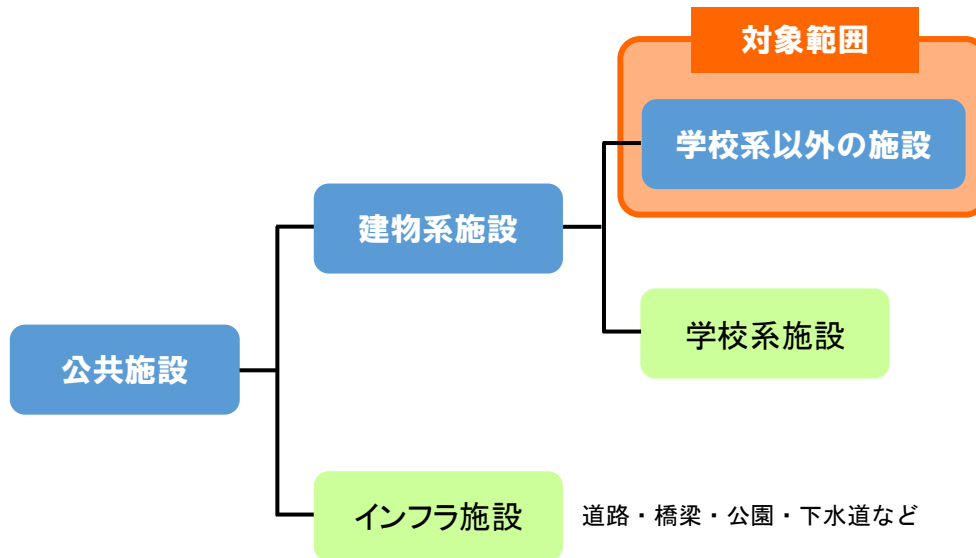 対象範囲
学校系以外の施設
建物系施設
学校系施設
公共施設
インフラ施設
道路・橋梁・公園・下水道など